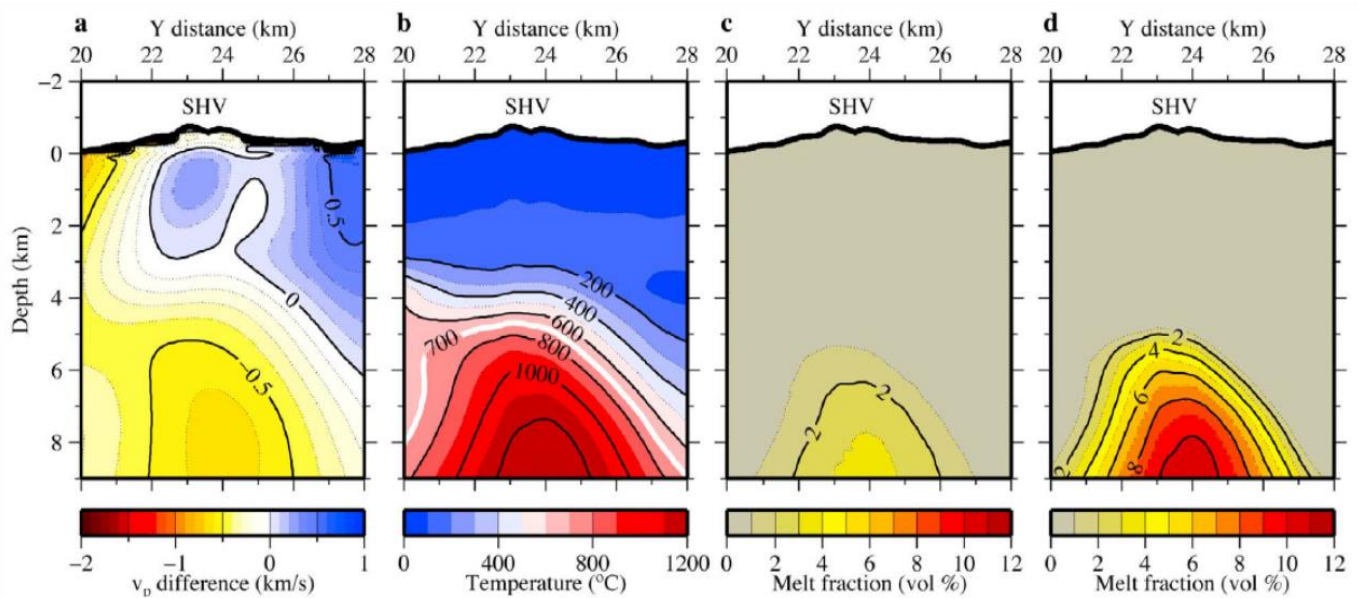 a
Y distance (km)
20 22 24 26 28
b
Y distance (km)
20 22 24 26 28
c
Y distance (km)
20 22 24 26 28
d
Y distance (km)
20 22 24 26 28
Depth (km)
−2
0
2
4
6
8
SHV
0.5
0
−0.5
SHV
200
400
600
700
800
1000
SHV
2
2
SHV
2
4
6
8
2
−2 −1 0 1
vp difference (km/s)
0 400 800 1200
Temperature (°C)
0 2 4 6 8 10 12
Melt fraction (vol %)
0 2 4 6 8 10 12
Melt fraction (vol %)